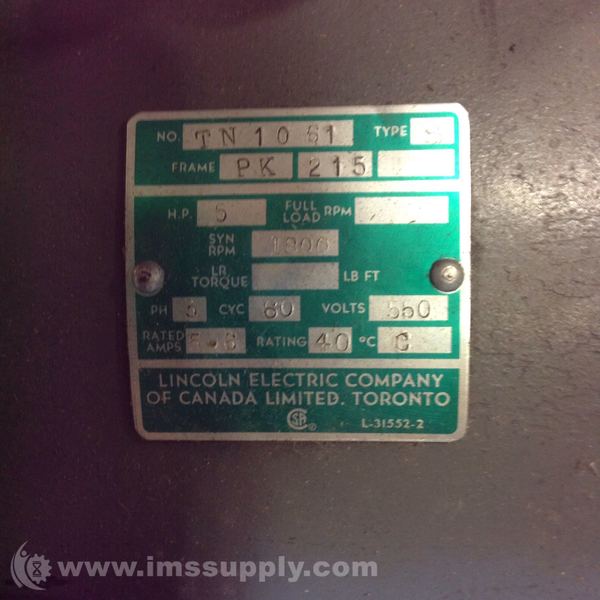 NO. TN 10 61 TYPE
FRAME PK 215
H.P. 5 FULL LOAD RPM
SYN RPM 1800
LR TORQUE LB FT
PH CYC 60 VOLTS 550
RATED AMPS RATING 40 °C C
LINCOLN ELECTRIC COMPANY
OF CANADA LIMITED. TORONTO
L-31552-2
www.imssupply.com